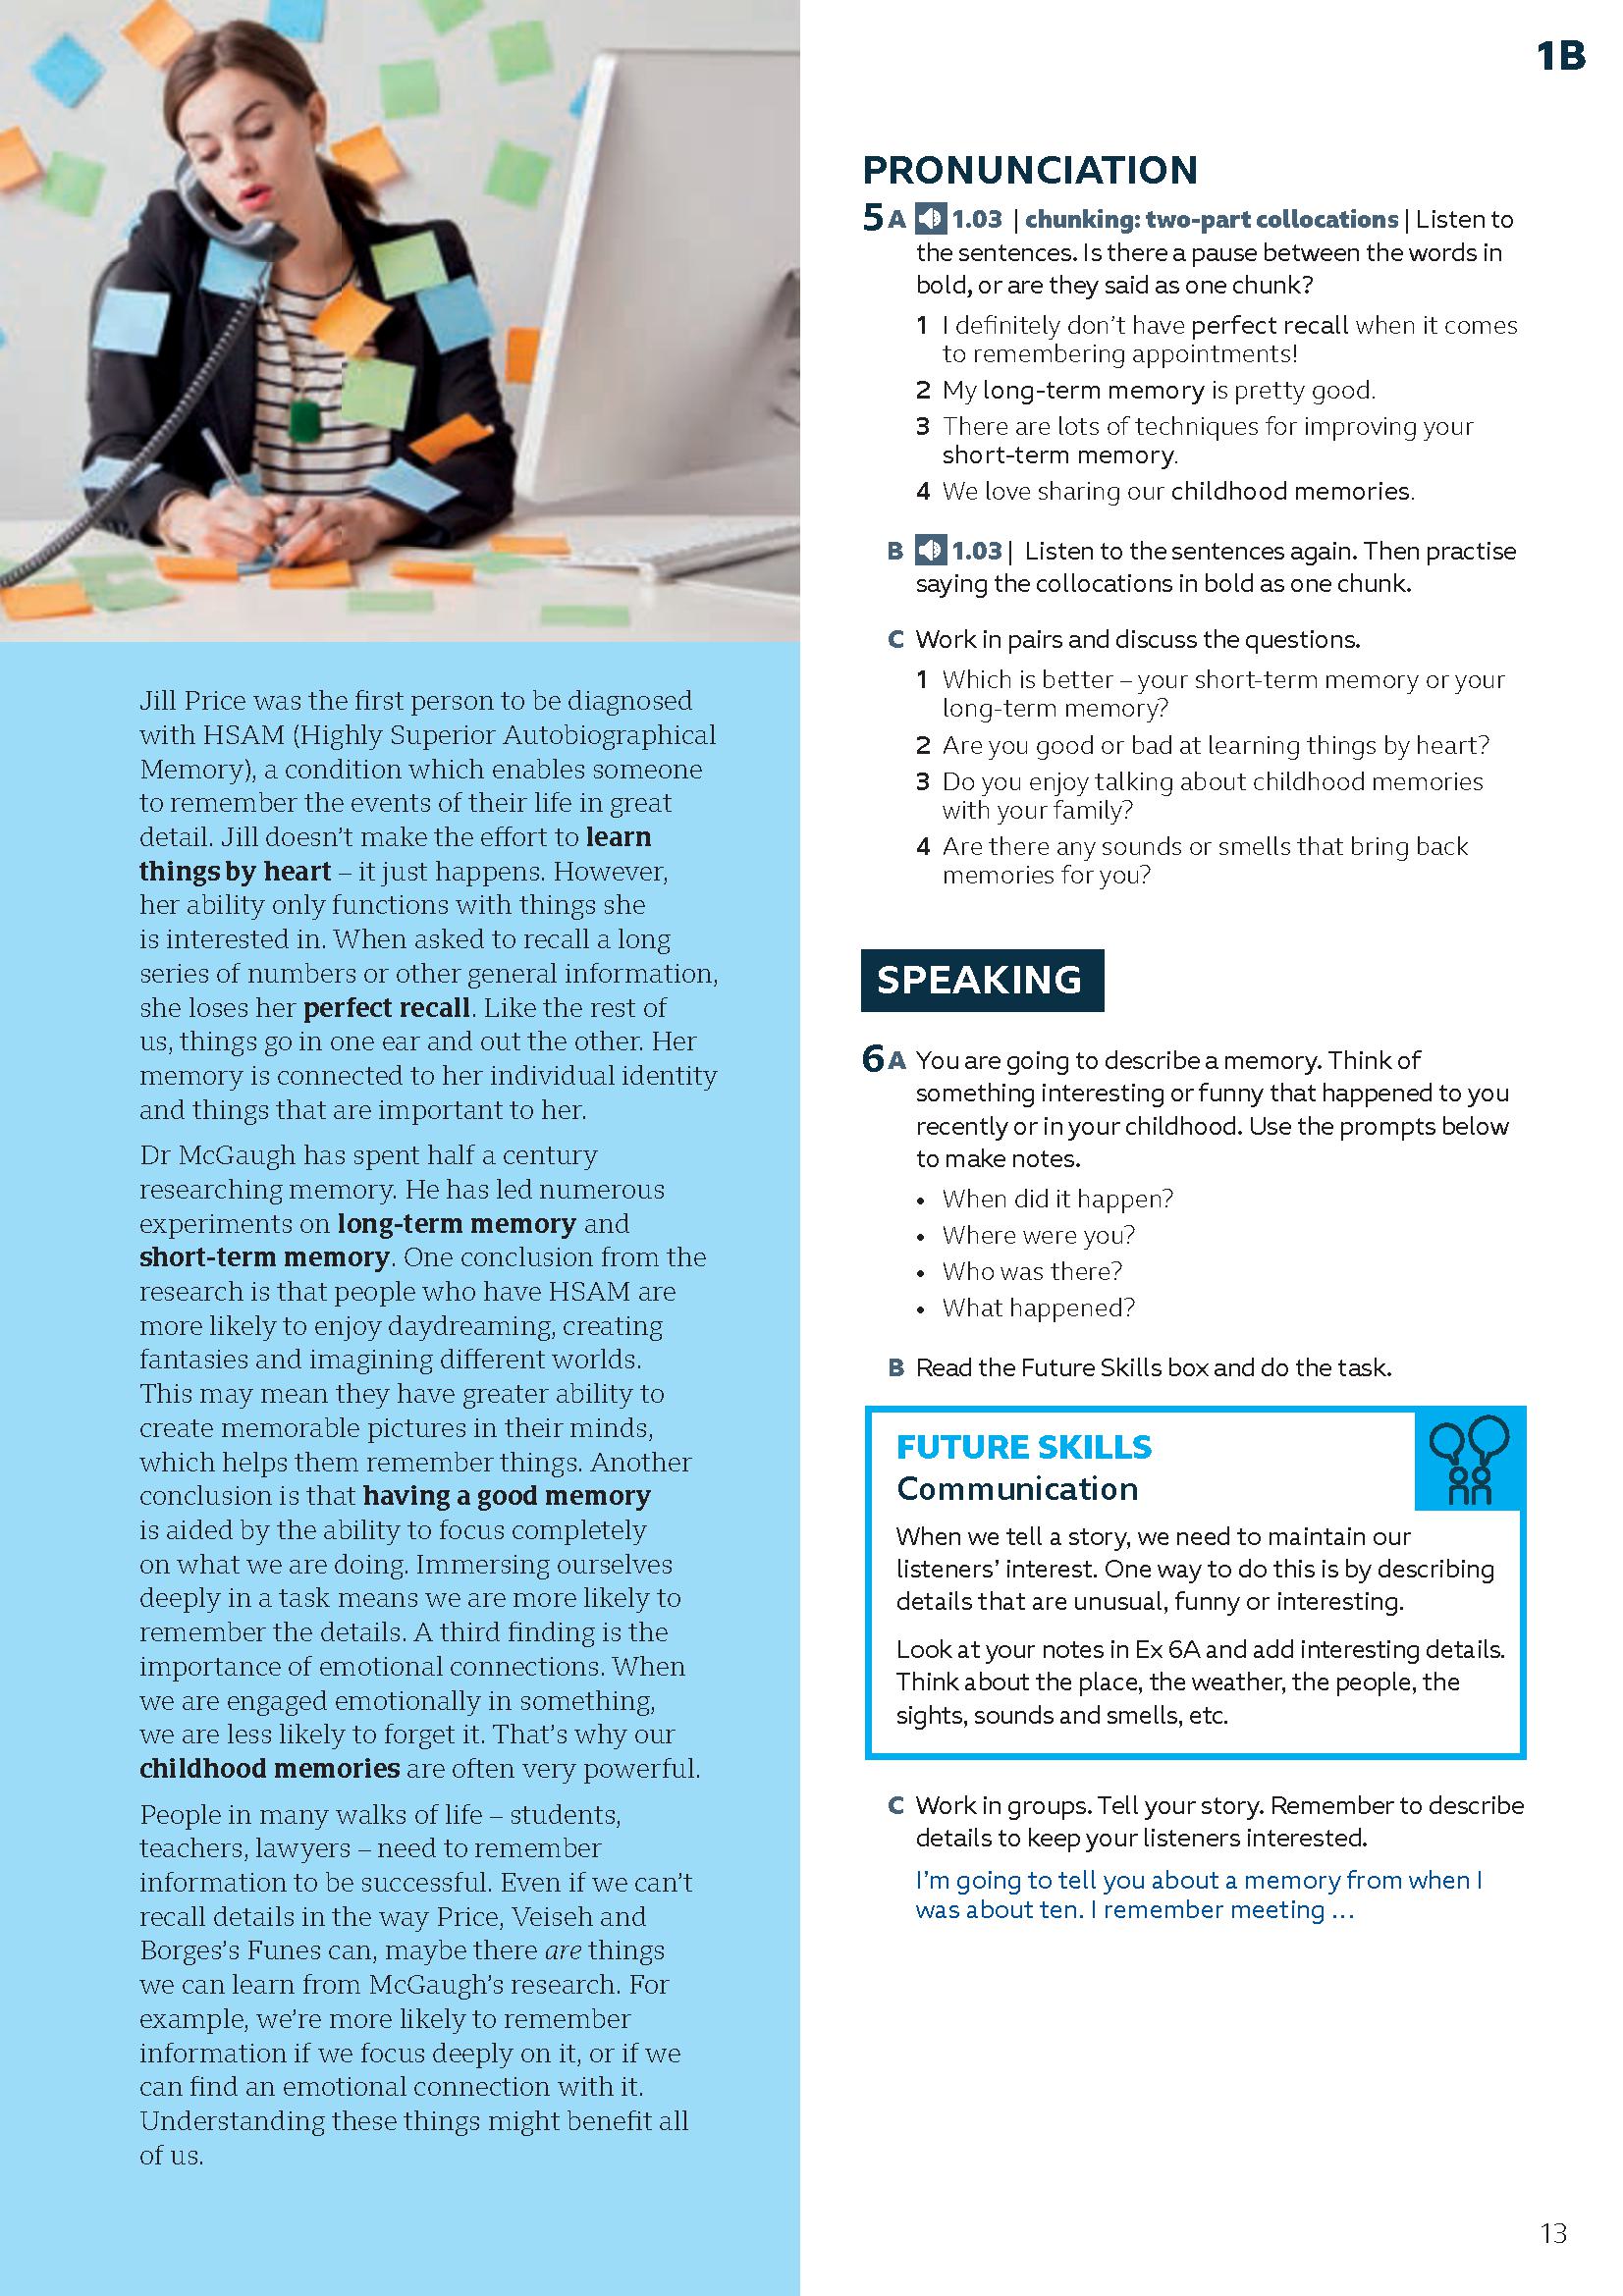 1B
Jill Price was the first person to be diagnosed
with HSAM (Highly Superior Autobiographical
Memory), a condition which enables someone
to remember the events of their life in great
detail. Jill doesn't make the effort to learn
things by heart – it just happens. However,
her ability only functions with things she
is interested in. When asked to recall a long
series of numbers or other general information,
she loses her perfect recall. Like the rest of
us, things go in one ear and out the other. Her
memory is connected to her individual identity
and things that are important to her.
Dr McGaugh has spent half a century
researching memory. He has led numerous
experiments on long-term memory and
short-term memory. One conclusion from the
research is that people who have HSAM are
more likely to enjoy daydreaming, creating
fantasies and imagining different worlds.
This may mean they have greater ability to
create memorable pictures in their minds,
which helps them remember things. Another
conclusion is that having a good memory
is aided by the ability to focus completely
on what we are doing. Immersing ourselves
deeply in a task means we are more likely to
remember the details. A third finding is the
importance of emotional connections. When
we are engaged emotionally in something,
we are less likely to forget it. That's why our
childhood memories are often very powerful.
People in many walks of life – students,
teachers, lawyers – need to remember
information to be successful. Even if we can't
recall details in the way Price, Veiseh and
Borges's Funes can, maybe there are things
we can learn from McGaugh's research. For
example, we're more likely to remember
information if we focus deeply on it, or if we
can find an emotional connection with it.
Understanding these things might benefit all
of us.
PRONUNCIATION
5 A 1.03 | chunking: two-part collocations | Listen to
the sentences. Is there a pause between the words in
bold, or are they said as one chunk?
1 I definitely don't have perfect recall when it comes
to remembering appointments!
2 My long-term memory is pretty good.
3 There are lots of techniques for improving your
short-term memory.
4 We love sharing our childhood memories.
B 1.03 | Listen to the sentences again. Then practise
saying the collocations in bold as one chunk.
C Work in pairs and discuss the questions.
1 Which is better – your short-term memory or your
long-term memory?
2 Are you good or bad at learning things by heart?
3 Do you enjoy talking about childhood memories
with your family?
4 Are there any sounds or smells that bring back
memories for you?
SPEAKING
6 A You are going to describe a memory. Think of
something interesting or funny that happened to you
recently or in your childhood. Use the prompts below
to make notes.
• When did it happen?
• Where were you?
• Who was there?
• What happened?
B Read the Future Skills box and do the task.
FUTURE SKILLS
Communication
When we tell a story, we need to maintain our
listeners' interest. One way to do this is by describing
details that are unusual, funny or interesting.
Look at your notes in Ex 6A and add interesting details.
Think about the place, the weather, the people, the
sights, sounds and smells, etc.
C Work in groups. Tell your story. Remember to describe
details to keep your listeners interested.
I'm going to tell you about a memory from when I
was about ten. I remember meeting …
13